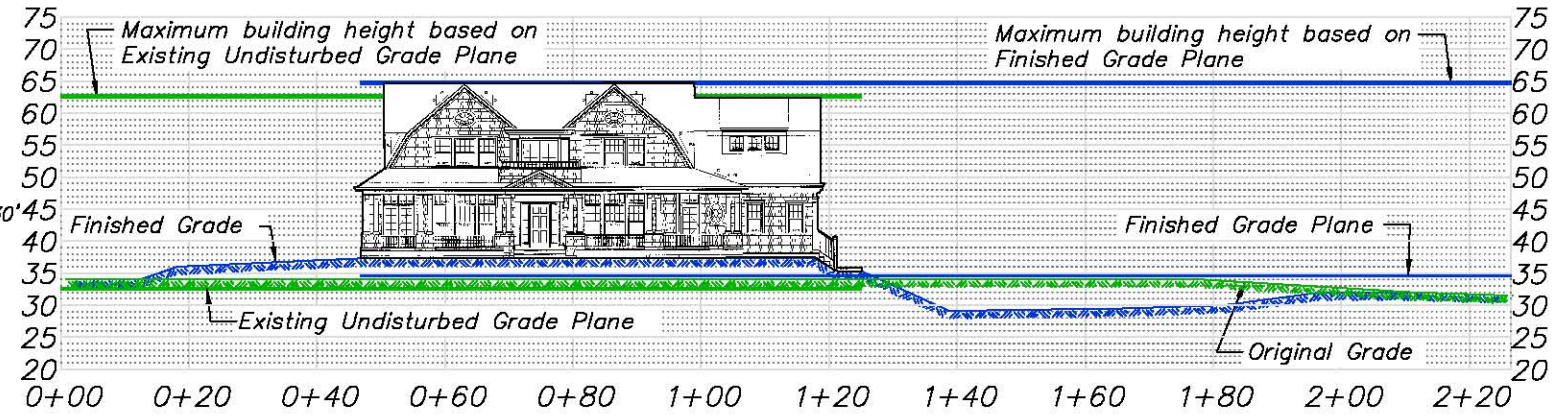 75
70
65
60
55
50
45
40
35
30
25
20
Maximum building height based on
Existing Undisturbed Grade Plane
Maximum building height based on
Finished Grade Plane
Finished Grade
Finished Grade Plane
Existing Undisturbed Grade Plane
Original Grade
75
70
65
60
55
50
45
40
35
30
25
20
0+00 0+20 0+40 0+60 0+80 1+00 1+20 1+40 1+60 1+80 2+00 2+20